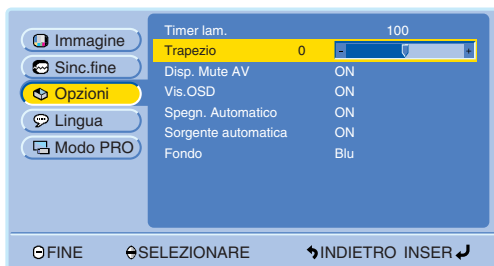 Immagine
Sinc.fine
Opzioni
Lingua
Modo PRO
Timer lam. 100
Trapezio 0 - +
Disp. Mute AV ON
Vis.OSD ON
Spegn. Automatico ON
Sorgente automatica ON
Fondo Blu
FINE SELEZIONARE INDIETRO INSER